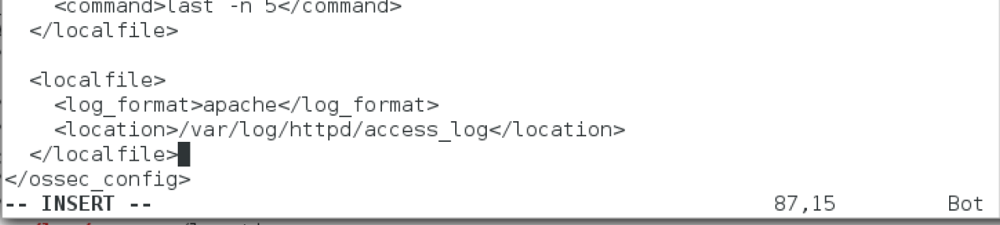 <command>last -n 5</command>
</localfile>
<localfile>
<log_format>apache</log_format>
<location>/var/log/httpd/access_log</location>
</localfile>
</ossec_config>
-- INSERT --
87,15
Bot